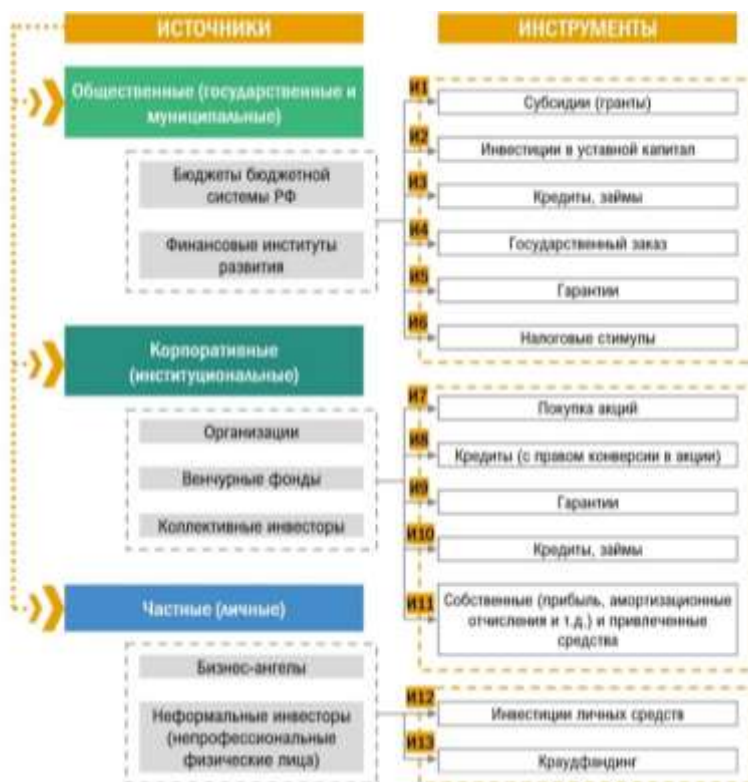 ИСТОЧНИКИ
ИНСТРУМЕНТЫ
Общественные (государственные и
муниципальные)
Бюджеты бюджетной
системы РФ
Финансовые институты
развития
И1
Субсидии (гранты)
И2
Инвестиции в уставной капитал
И3
Кредиты, займы
И4
Государственный заказ
И5
Гарантии
И6
Налоговые стимулы
Корпоративные
(институциональные)
Организации
Венчурные фонды
Коллективные инвесторы
И7
Покупка акций
И8
Кредиты (с правом конверсии в акции)
И9
Гарантии
И10
Кредиты, займы
И11
Собственные (прибыль, амортизационные
отчисления и т.д.) и привлеченные
средства
Частные (личные)
Бизнес-ангелы
Неформальные инвесторы
(непрофессиональные
физические лица)
И12
Инвестиции личных средств
И13
Краудфандинг